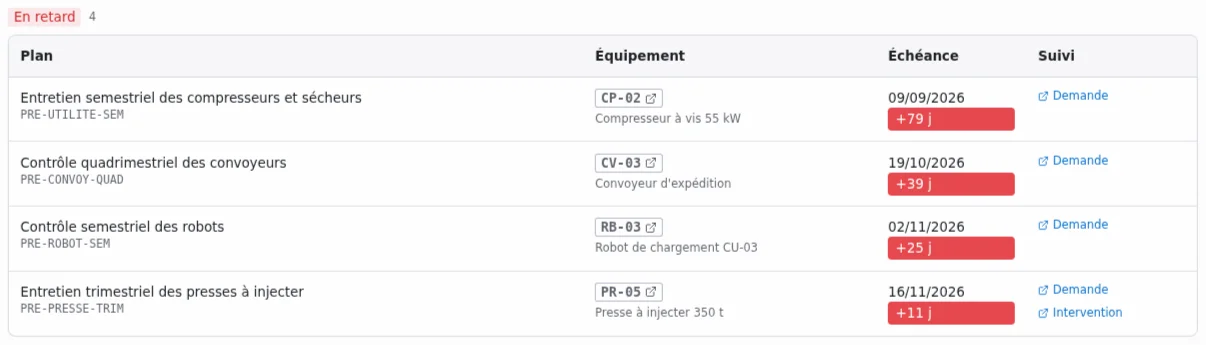 En retard 4
Plan Équipement Échéance Suivi
Entretien semestriel des compresseurs et sécheurs CP-02 09/09/2026 Demande
PRE-UTILITE-SEM Compresseur à vis 55 kW +79 j
Contrôle quadrimestriel des convoyeurs CV-03 19/10/2026 Demande
PRE-CONVOY-QUAD Convoyeur d'expédition +39 j
Contrôle semestriel des robots RB-03 02/11/2026 Demande
PRE-ROBOT-SEM Robot de chargement CU-03 +25 j
Entretien trimestriel des presses à injecter PR-05 16/11/2026 Demande
PRE-PRESSE-TRIM Presse à injecter 350 t +11 j Intervention